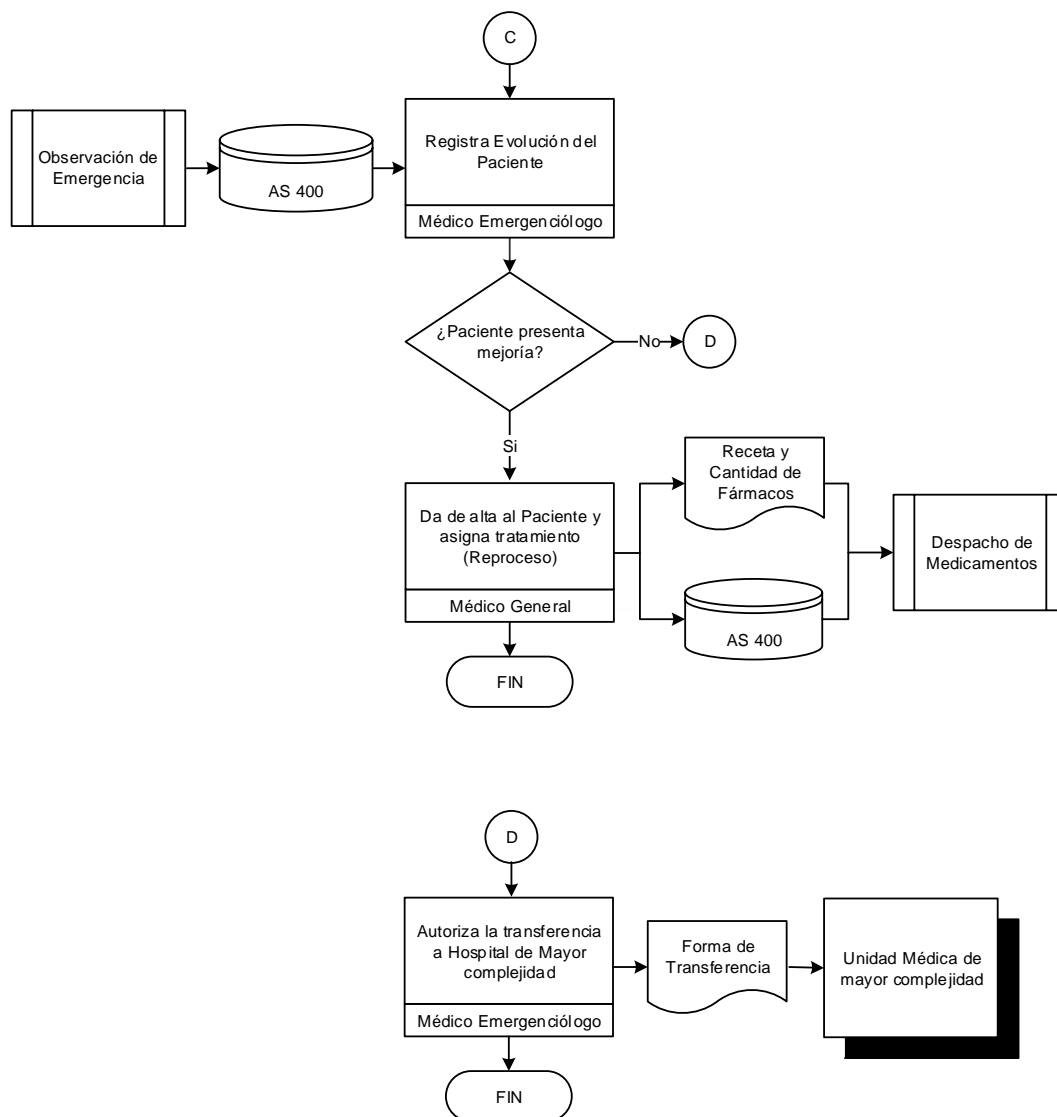 C
Observación de
Emergencia
AS 400
Registra Evolución del
Paciente
Médico Emergenciólogo
¿Paciente presenta
mejoría?
No
D
Si
Da de alta al Paciente y
asigna tratamiento
(Reproceso)
Médico General
Receta y
Cantidad de
Fármacos
AS 400
Despacho de
Medicamentos
FIN
D
Autoriza la transferencia
a Hospital de Mayor
complejidad
Médico Emergenciólogo
Forma de
Transferencia
Unidad Médica de
mayor complejidad
FIN